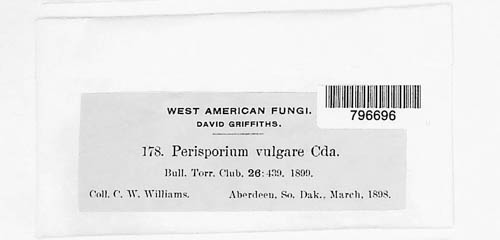 WEST AMERICAN FUNGI.
DAVID GRIFFITHS.
796696
178. Perisporium vulgare Cda.
Bull. Torr. Club. 26:439. 1899.
Coll. C. W. Williams. Aberdeen, So. Dak., March, 1898.